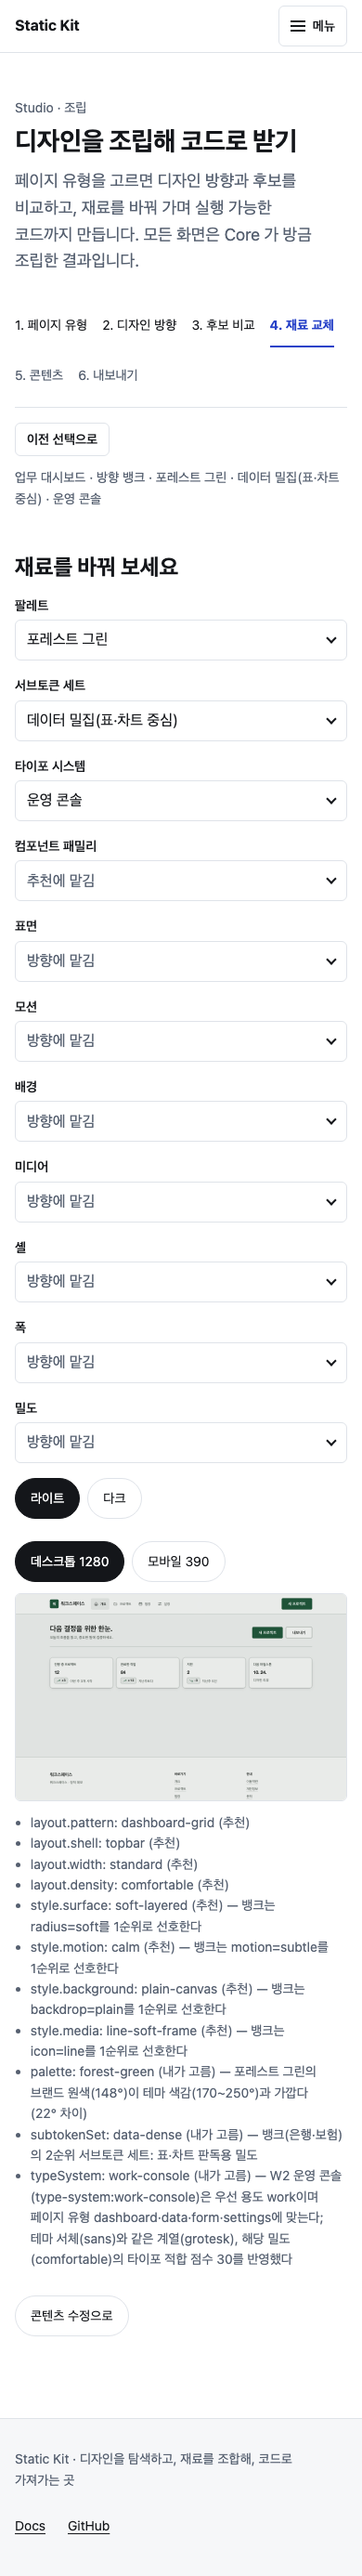 Static Kit
메뉴
Studio · 조립
디자인을 조립해 코드로 받기
페이지 유형을 고르면 디자인 방향과 후보를
비교하고, 재료를 바꿔 가며 실행 가능한
코드까지 만듭니다. 모든 화면은 Core 가 방금
조립한 결과입니다.
1. 페이지 유형 2. 디자인 방향 3. 후보 비교 4. 재료 교체
5. 콘텐츠 6. 내보내기
이전 선택으로
업무 대시보드 · 방향 뱅크 · 포레스트 그린 · 데이터 밀집(표·차트
중심) · 운영 콘솔
재료를 바꿔 보세요
팔레트
포레스트 그린
서브토큰 세트
데이터 밀집(표·차트 중심)
타이포 시스템
운영 콘솔
컴포넌트 패밀리
추천에 맡김
표면
방향에 맡김
모션
방향에 맡김
배경
방향에 맡김
미디어
방향에 맡김
셸
방향에 맡김
폭
방향에 맡김
밀도
방향에 맡김
라이트 다크
데스크톱 1280 모바일 390
다음 결정을 위한 한눈.
layout.pattern: dashboard-grid (추천)
layout.shell: topbar (추천)
layout.width: standard (추천)
layout.density: comfortable (추천)
style.surface: soft-layered (추천) — 뱅크는
radius=soft를 1순위로 선호한다
style.motion: calm (추천) — 뱅크는 motion=subtle를
1순위로 선호한다
style.background: plain-canvas (추천) — 뱅크는
backdrop=plain를 1순위로 선호한다
style.media: line-soft-frame (추천) — 뱅크는
icon=line를 1순위로 선호한다
palette: forest-green (내가 고름) — 포레스트 그린의
브랜드 원색(148°)이 테마 색감(170~250°)과 가깝다
(22° 차이)
subtokenSet: data-dense (내가 고름) — 뱅크(은행·보험)
의 2순위 서브토큰 세트: 표·차트 판독용 밀도
typeSystem: work-console (내가 고름) — W2 운영 콘솔
(type-system:work-console)은 우선 용도 work이며
페이지 유형 dashboard·data·form·settings에 맞는다;
테마 서체(sans)와 같은 계열(grotesk), 해당 밀도
(comfortable)의 타이포 적합 점수 30를 반영했다
콘텐츠 수정으로
Static Kit · 디자인을 탐색하고, 재료를 조합해, 코드로
가져가는 곳
Docs GitHub